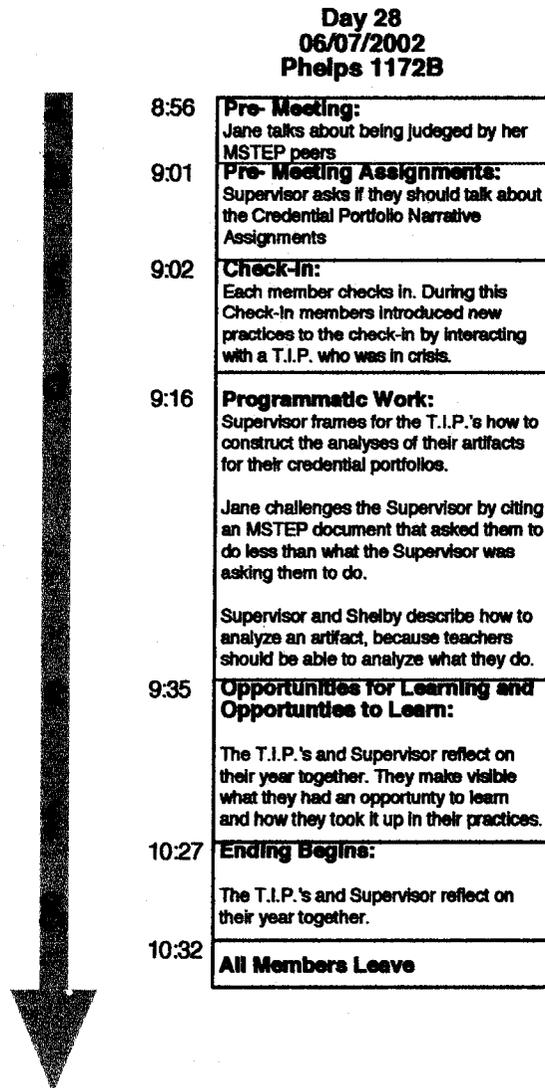 Day 28
06/07/2002
Phelps 1172B
8:56 Pre- Meeting:
Jane talks about being judeged by her
MSTEP peers
9:01 Pre- Meeting Assignments:
Supervisor asks if they should talk about
the Credential Portfolio Narrative
Assignments
9:02 Check-In:
Each member checks in. During this
Check-In members introduced new
practices to the check-in by interacting
with a T.I.P. who was in crisis.
9:16 Programmatic Work:
Supervisor frames for the T.I.P.'s how to
construct the analyses of their artifacts
for their credential portfolios.
Jane challenges the Supervisor by citing
an MSTEP document that asked them to
do less than what the Supervisor was
asking them to do.
Supervisor and Shelby describe how to
analyze an artifact, because teachers
should be able to analyze what they do.
9:35 Opportunities for Learning and
Opportunties to Learn:
The T.I.P.'s and Supervisor reflect on
their year together. They make visible
what they had an opportunty to learn
and how they took it up in their practices.
10:27 Ending Begins:
The T.I.P.'s and Supervisor reflect on
their year together.
10:32 All Members Leave